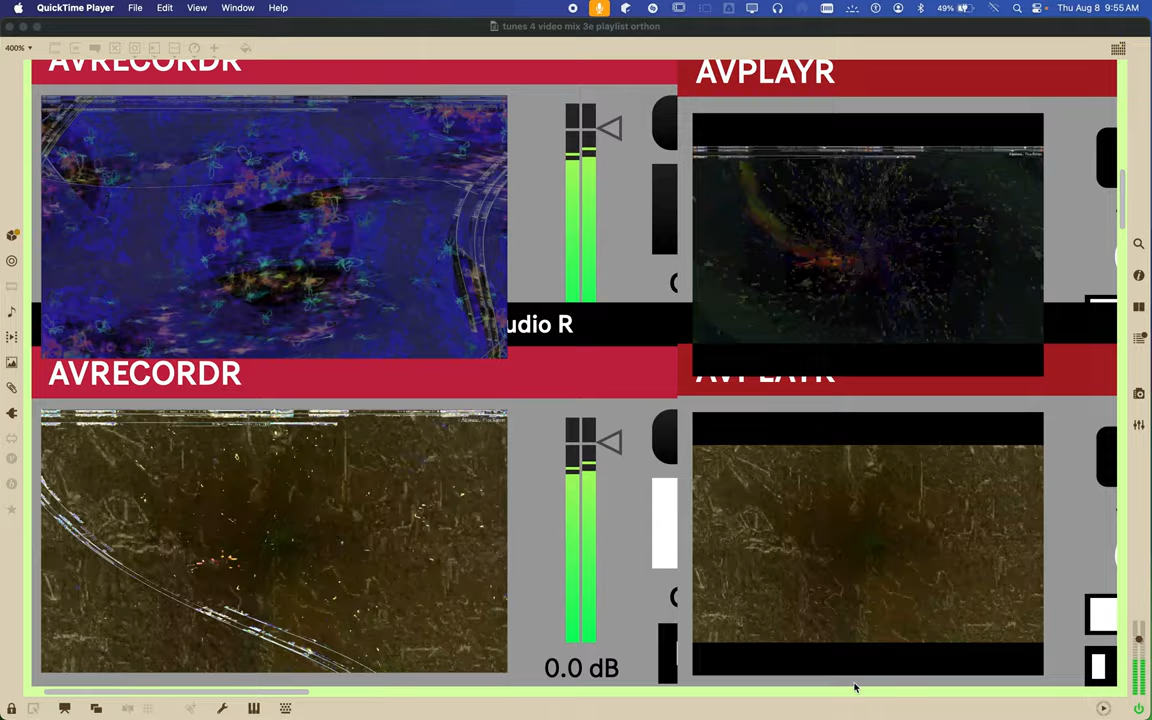 QuickTime Player File Edit View Window Help
49% Thu Aug 8 9:55 AM
tunes 4 video mix 3e playlist orthon
400%
AVRECORDR
AVPLAYR
udio R
AVRECORDR
AVPLAYR
0.0 dB